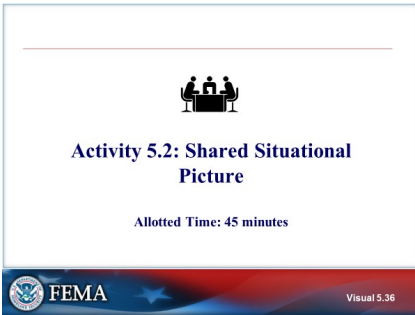 Activity 5.2: Shared Situational
Picture
Allotted Time: 45 minutes
FEMA
Visual 5.36